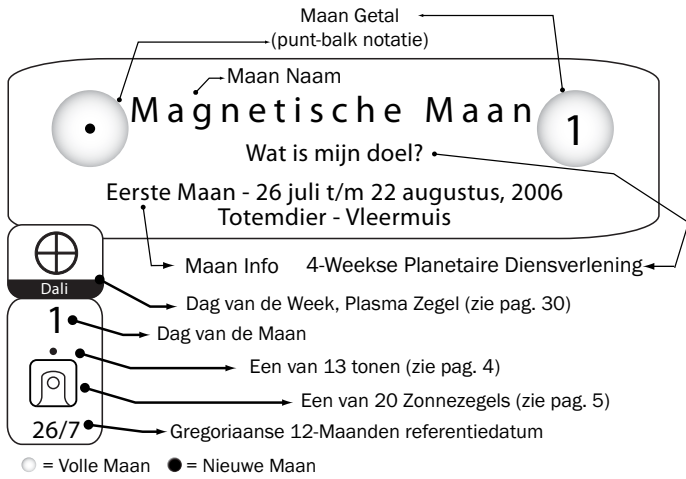 Maan Getal
(punt-balk notatie)
Maan Naam
Magnetische Maan
1
Wat is mijn doel?
Eerste Maan - 26 juli t/m 22 augustus, 2006
Totemdier - Vleermuis
Maan Info 4-Weekse Planetaire Diensverlening
Dali
Dag van de Week, Plasma Zegel (zie pag. 30)
1
Dag van de Maan
Een van 13 tonen (zie pag. 4)
Een van 20 Zonnezegels (zie pag. 5)
26/7
Gregoriaanse 12-Maanden referentiedatum
= Volle Maan = Nieuwe Maan